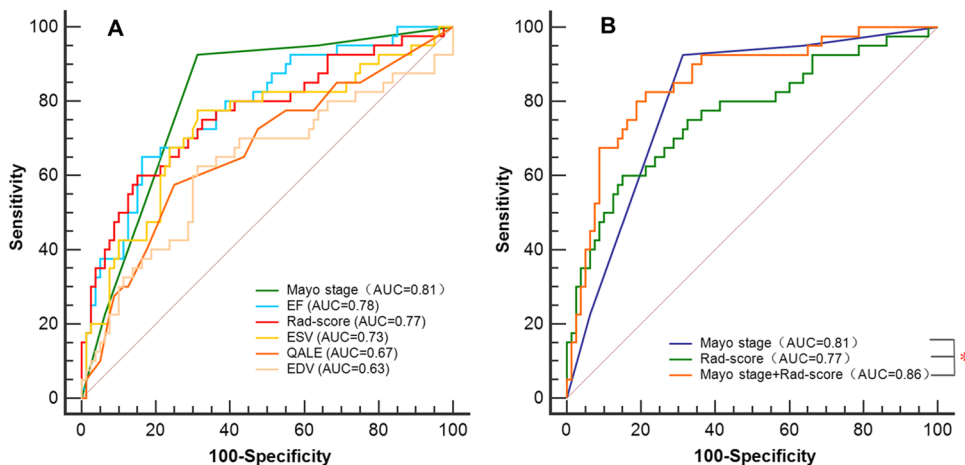 A
100
80
60
40
20
0
Sensitivity
0 20 40 60 80 100
100-Specificity
Mayo stage（AUC=0.81）
EF (AUC=0.78)
Rad-score (AUC=0.77)
ESV (AUC=0.73)
QALE (AUC=0.67)
EDV (AUC=0.63)
B
100
80
60
40
20
0
Sensitivity
0 20 40 60 80 100
100-Specificity
Mayo stage（AUC=0.81）
Rad-score（AUC=0.77）
Mayo stage+Rad-score（AUC=0.86）
*